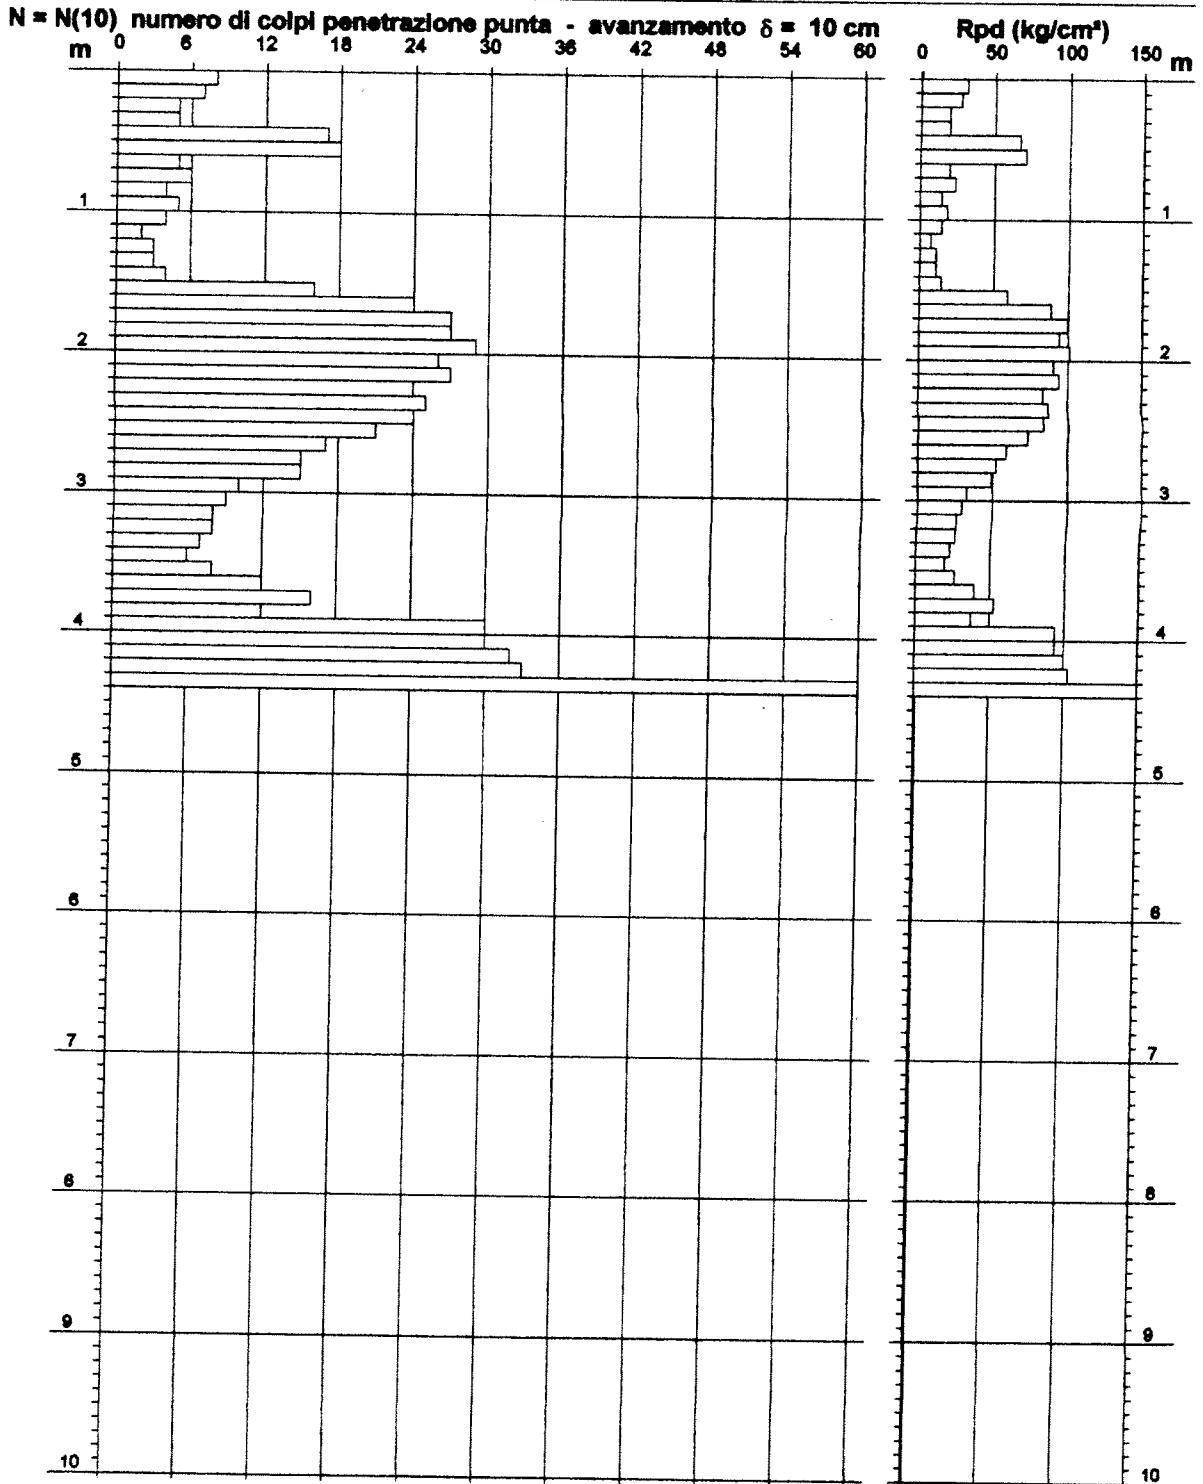 N = N(10) numero di colpi penetrazione punta - avanzamento δ = 10 cm
Rpd (kg/cm²)
m 0 6 12 18 24 30 36 42 48 54 60
0 50 100 150 m
1 1
2 2
3 3
4 4
5 5
6 6
7 7
8 8
9 9
10 10